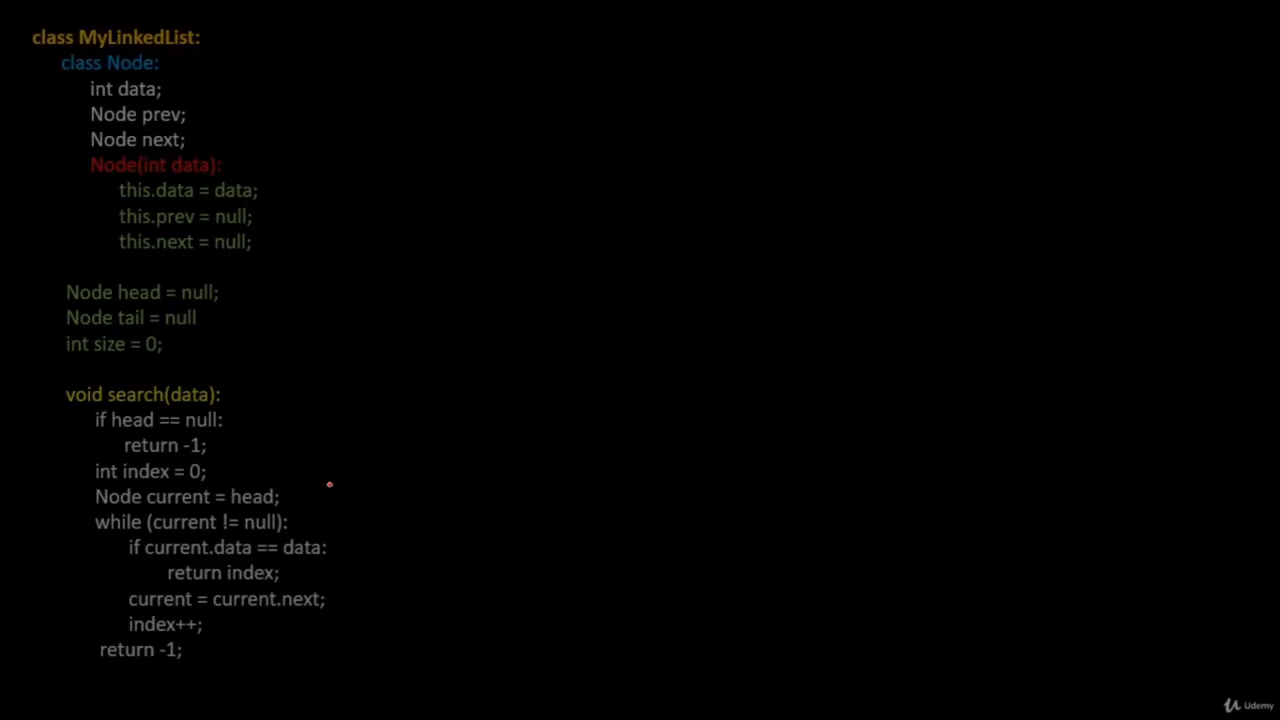 class MyLinkedList:
class Node:
int data;
Node prev;
Node next;
Node(int data):
this.data = data;
this.prev = null;
this.next = null;
Node head = null;
Node tail = null
int size = 0;
void search(data):
if head == null:
return -1;
int index = 0;
Node current = head;
while (current != null):
if current.data == data:
return index;
current = current.next;
index++;
return -1;
Udemy